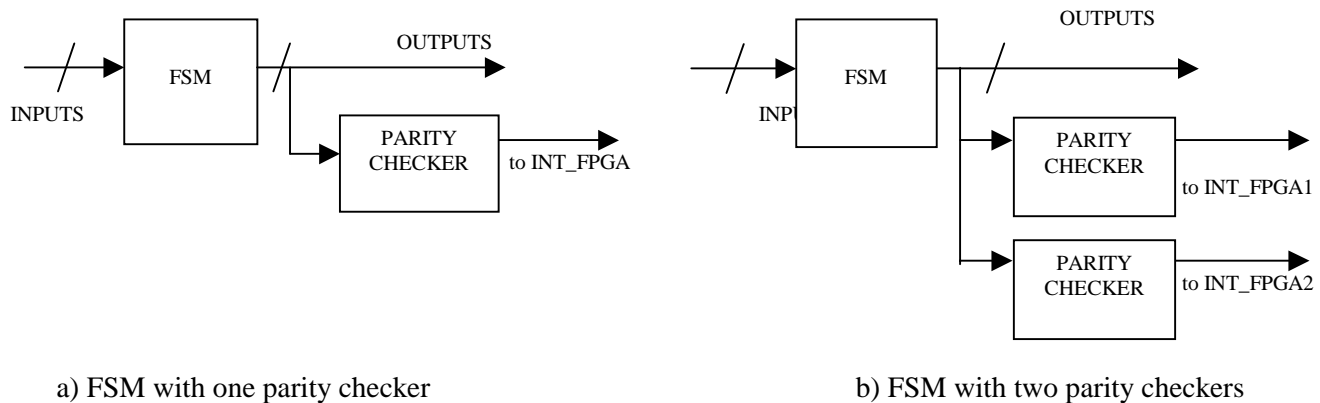 OUTPUTS
FSM
INPUTS
PARITY
CHECKER
to INT_FPGA
OUTPUTS
FSM
INPU
PARITY
CHECKER
to INT_FPGA1
PARITY
CHECKER
to INT_FPGA2
a) FSM with one parity checker
b) FSM with two parity checkers